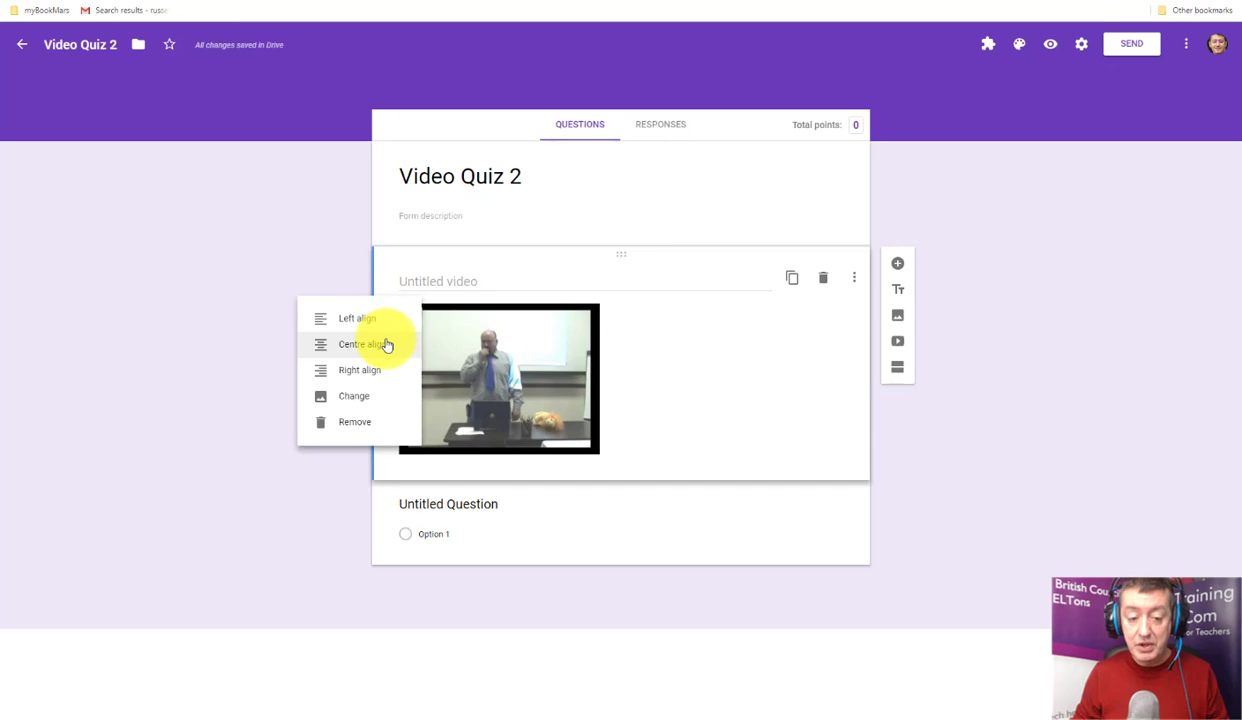 myBookMars
Search results - russe
Other bookmarks
Video Quiz 2
All changes saved in Drive
SEND
QUESTIONS
RESPONSES
Total points: 0
Video Quiz 2
Form description
Untitled video
Left align
Centre align
Right align
Change
Remove
Untitled Question
Option 1
British Cou
ELTons
Training
Com
for Teachers